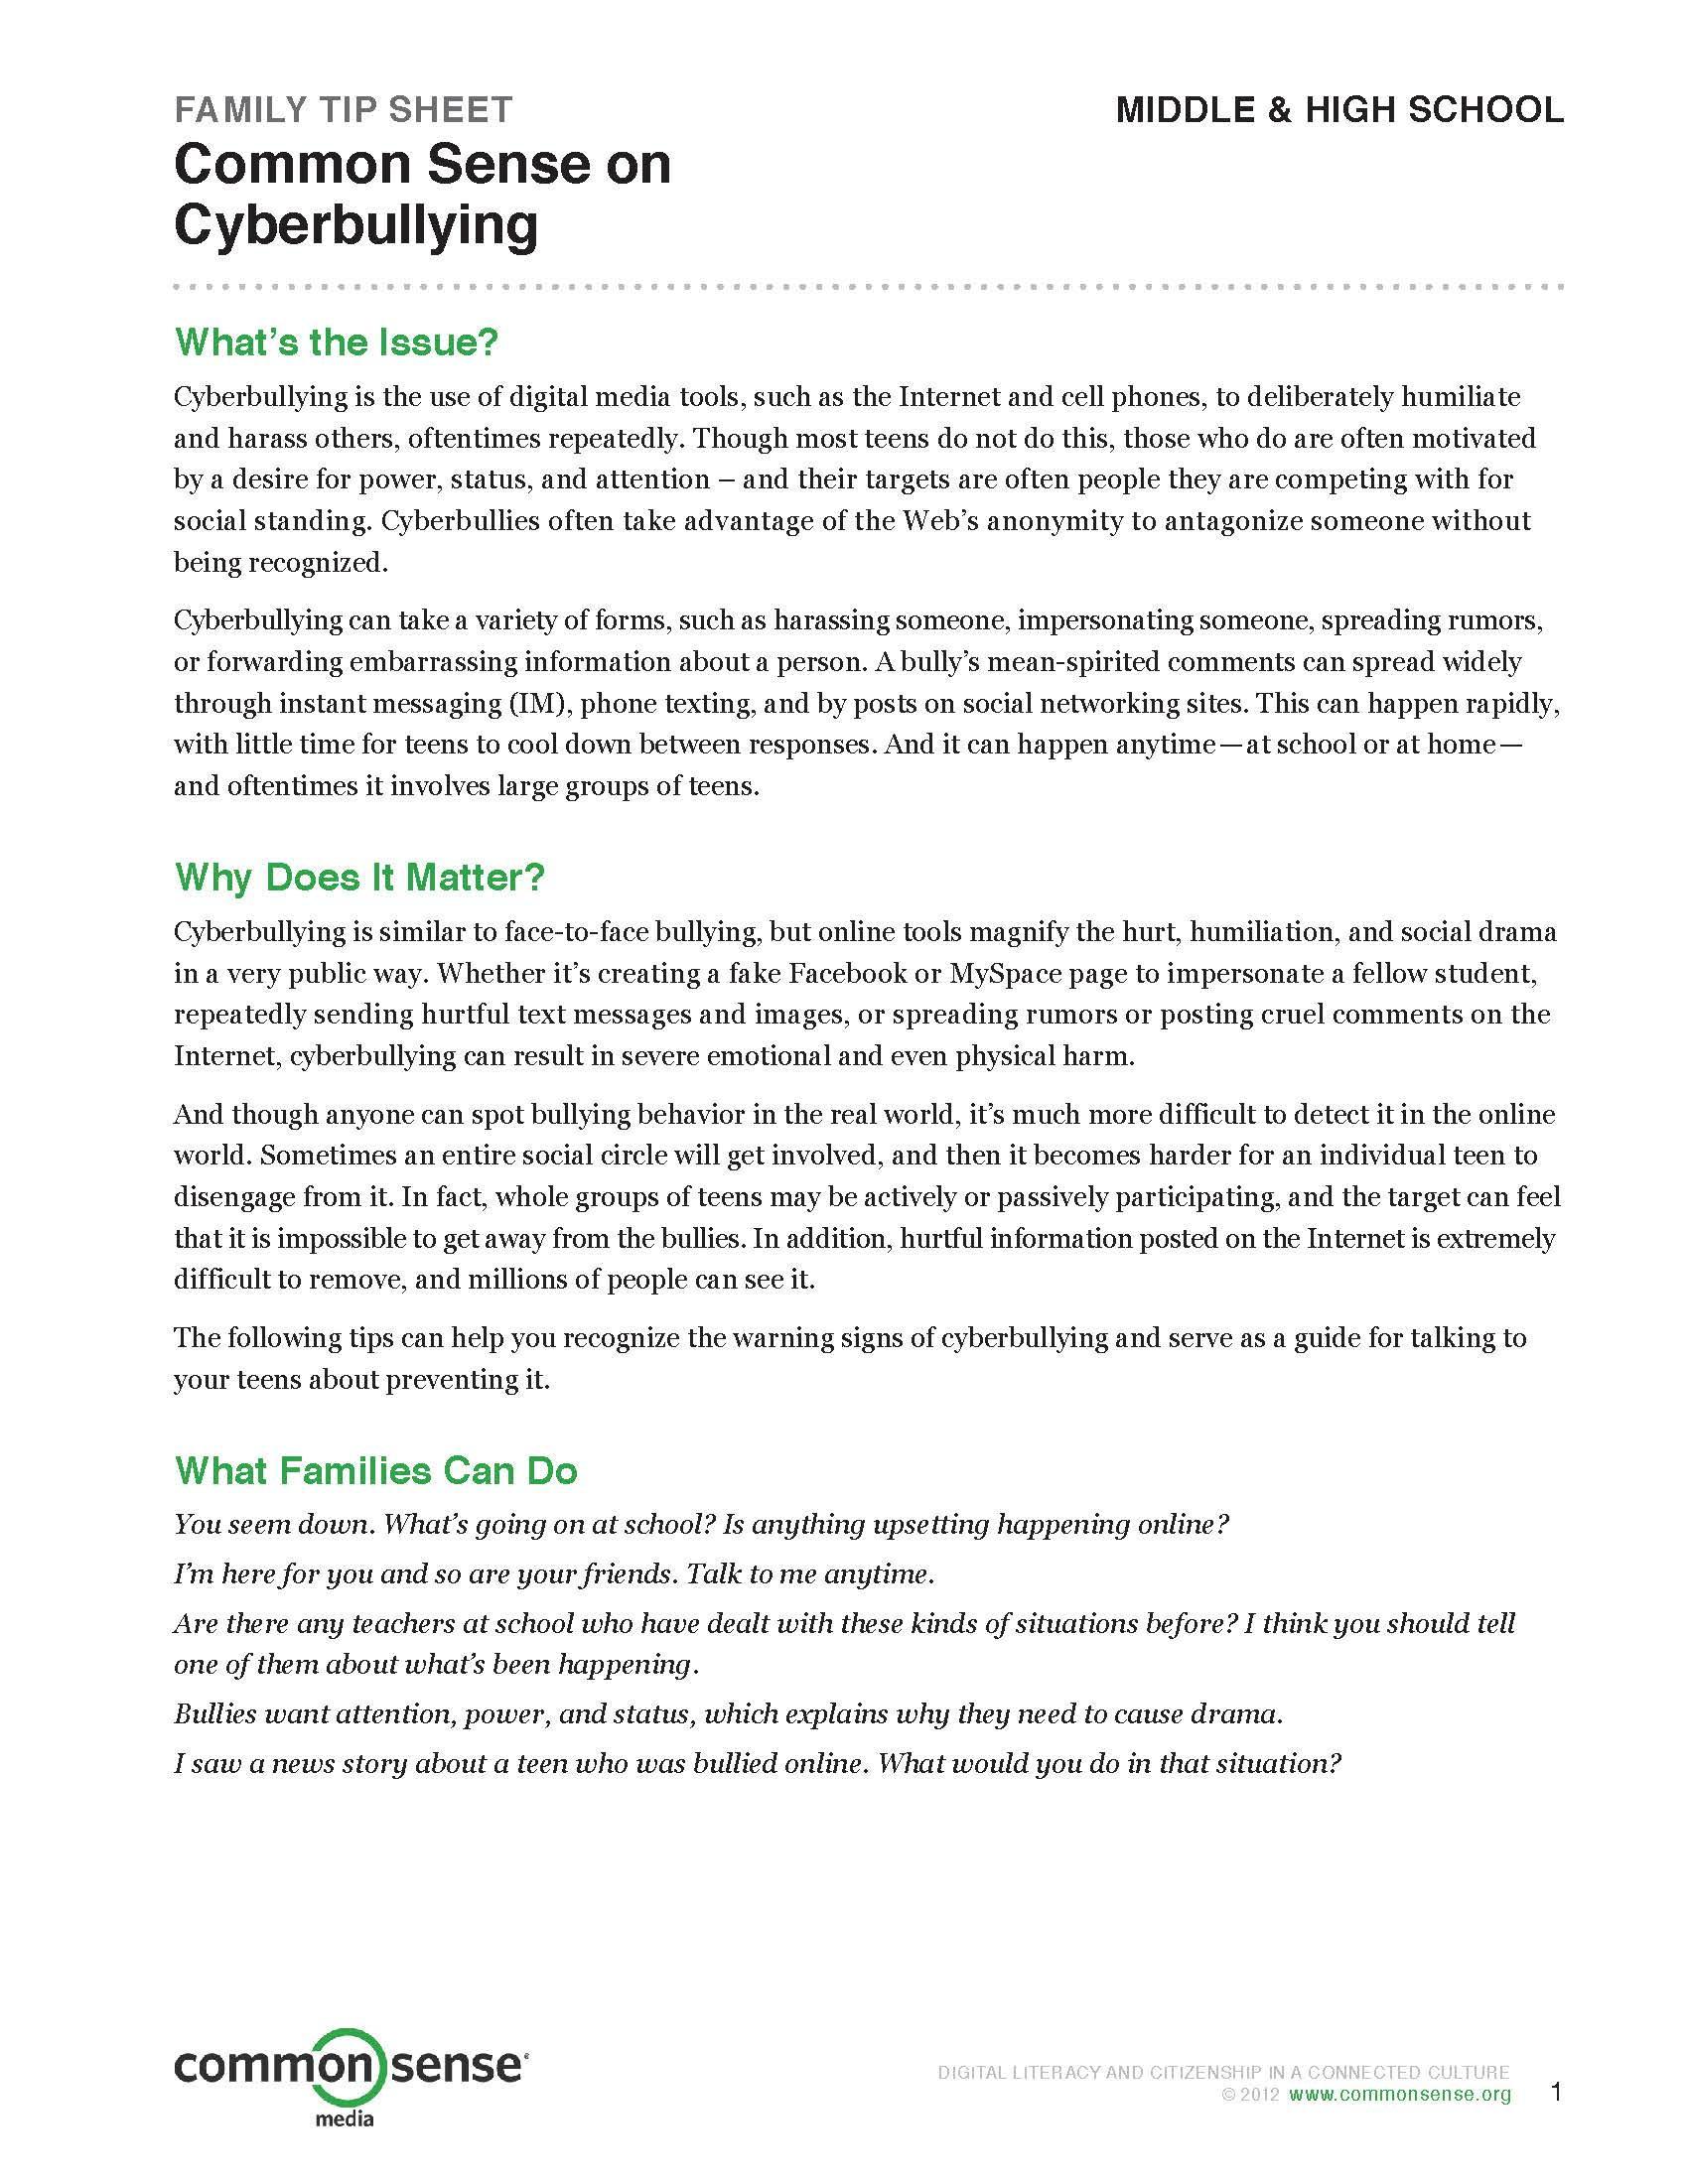 FAMILY TIP SHEET
MIDDLE & HIGH SCHOOL
Common Sense on
Cyberbullying
What’s the Issue?
Cyberbullying is the use of digital media tools, such as the Internet and cell phones, to deliberately humiliate
and harass others, oftentimes repeatedly. Though most teens do not do this, those who do are often motivated
by a desire for power, status, and attention – and their targets are often people they are competing with for
social standing. Cyberbullies often take advantage of the Web’s anonymity to antagonize someone without
being recognized.
Cyberbullying can take a variety of forms, such as harassing someone, impersonating someone, spreading rumors,
or forwarding embarrassing information about a person. A bully’s mean-spirited comments can spread widely
through instant messaging (IM), phone texting, and by posts on social networking sites. This can happen rapidly,
with little time for teens to cool down between responses. And it can happen anytime—at school or at home—
and oftentimes it involves large groups of teens.
Why Does It Matter?
Cyberbullying is similar to face-to-face bullying, but online tools magnify the hurt, humiliation, and social drama
in a very public way. Whether it’s creating a fake Facebook or MySpace page to impersonate a fellow student,
repeatedly sending hurtful text messages and images, or spreading rumors or posting cruel comments on the
Internet, cyberbullying can result in severe emotional and even physical harm.
And though anyone can spot bullying behavior in the real world, it’s much more difficult to detect it in the online
world. Sometimes an entire social circle will get involved, and then it becomes harder for an individual teen to
disengage from it. In fact, whole groups of teens may be actively or passively participating, and the target can feel
that it is impossible to get away from the bullies. In addition, hurtful information posted on the Internet is extremely
difficult to remove, and millions of people can see it.
The following tips can help you recognize the warning signs of cyberbullying and serve as a guide for talking to
your teens about preventing it.
What Families Can Do
You seem down. What’s going on at school? Is anything upsetting happening online?
I’m here for you and so are your friends. Talk to me anytime.
Are there any teachers at school who have dealt with these kinds of situations before? I think you should tell
one of them about what’s been happening.
Bullies want attention, power, and status, which explains why they need to cause drama.
I saw a news story about a teen who was bullied online. What would you do in that situation?
common sense®
media
DIGITAL LITERACY AND CITIZENSHIP IN A CONNECTED CULTURE
© 2012 www.commonsense.org
1